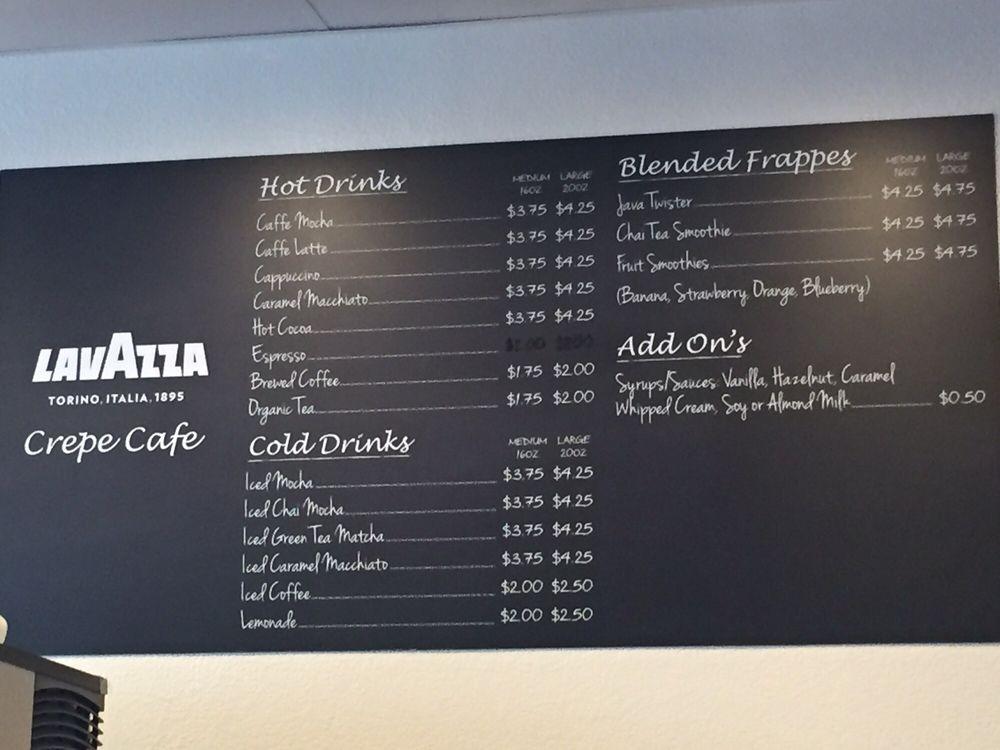 LAVAZZA
TORINO, ITALIA, 1895
Crepe Cafe
Hot Drinks MEDIUM 16OZ LARGE 20OZ
Caffe Mocha $3.75 $4.25
Caffe Latte $3.75 $4.25
Cappuccino $3.75 $4.25
Caramel Macchiato $3.75 $4.25
Hot Cocoa $3.75 $4.25
Espresso
Brewed Coffee $1.75 $2.00
Organic Tea $1.75 $2.00
Cold Drinks MEDIUM 16OZ LARGE 20OZ
Iced Mocha $3.75 $4.25
Iced Chai Mocha $3.75 $4.25
Iced Green Tea Matcha $3.75 $4.25
Iced Caramel Macchiato $3.75 $4.25
Iced Coffee $2.00 $2.50
Lemonade $2.00 $2.50
Blended Frappes MEDIUM 16OZ LARGE 20OZ
Java Twister $4.25 $4.75
Chai Tea Smoothie $4.25 $4.75
Fruit Smoothies $4.25 $4.75
(Banana, Strawberry, Orange, Blueberry)
Add On's
Syrups/Sauces: Vanilla, Hazelnut, Caramel
Whipped Cream, Soy or Almond Milk $0.50